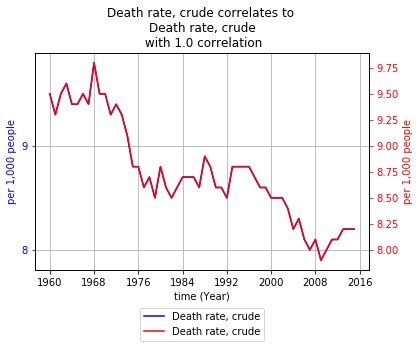 Death rate, crude correlates to
Death rate, crude
with 1.0 correlation
per 1,000 people
9
8
9.75
9.50
9.25
9.00
8.75
8.50
8.25
8.00
per 1,000 people
1960 1968 1976 1984 1992 2000 2008 2016
time (Year)
Death rate, crude
Death rate, crude